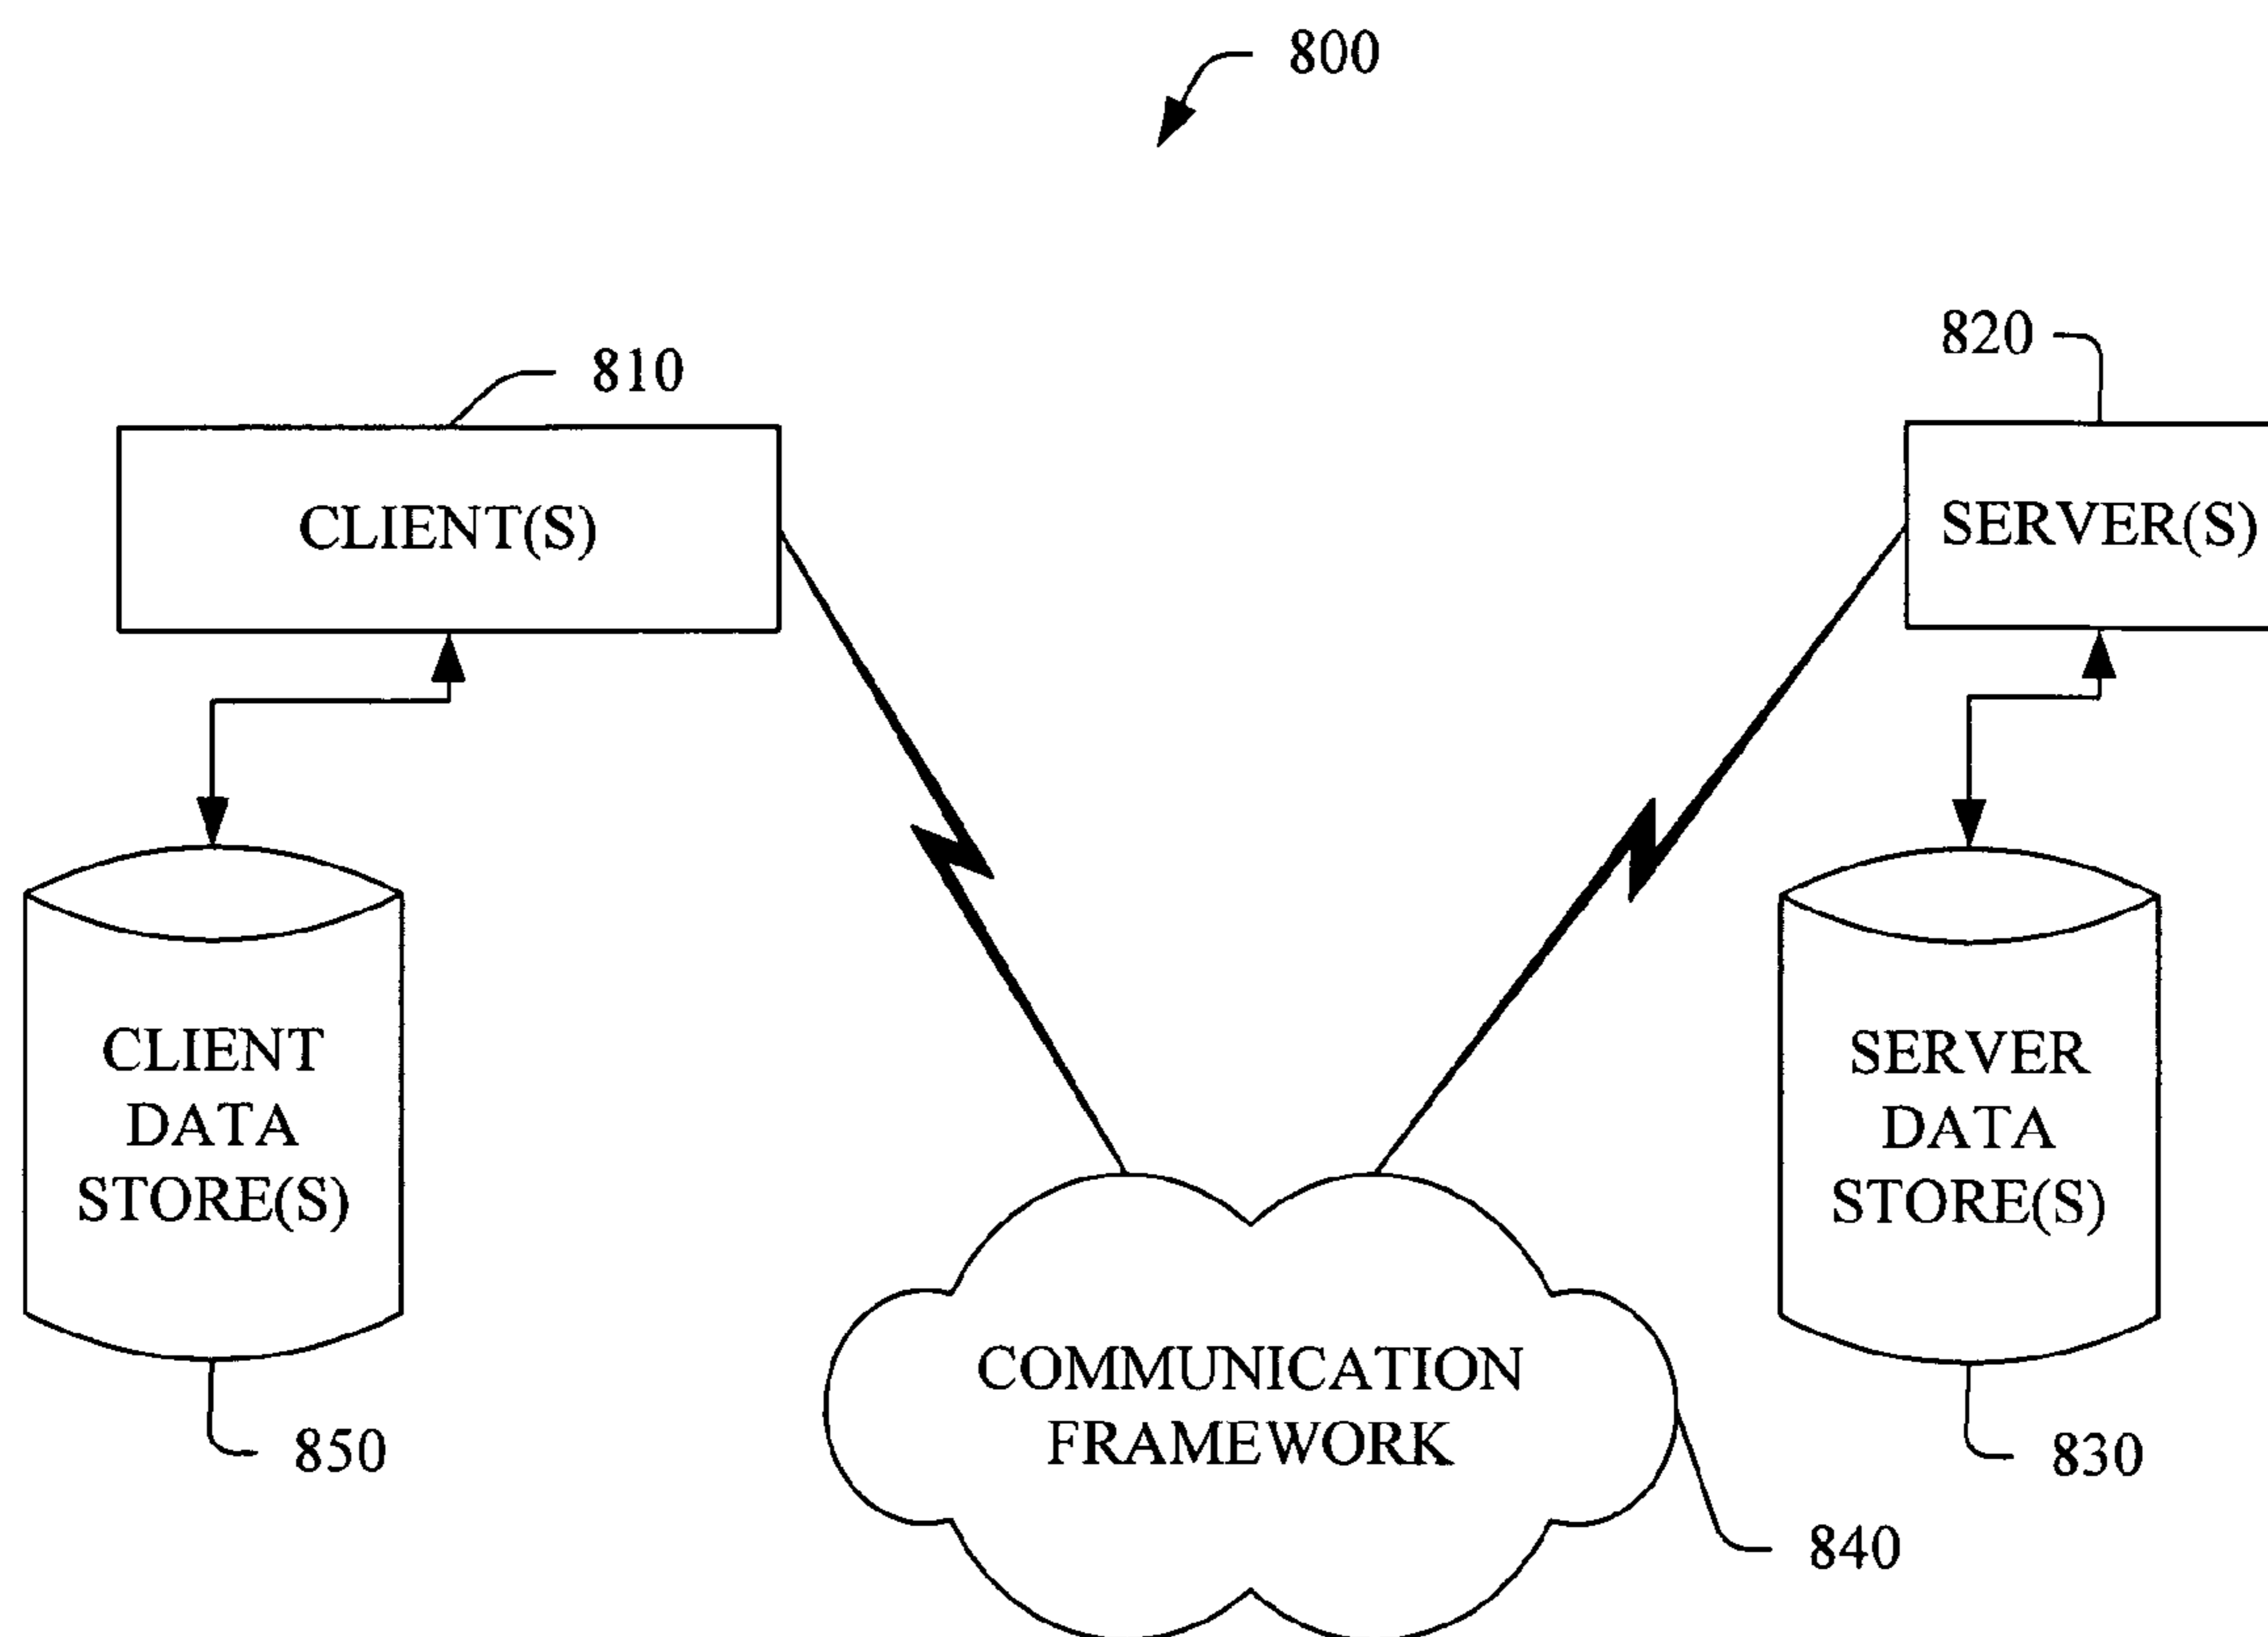 800
810
820
CLIENT(S)
SERVER(S)
CLIENT
DATA
STORE(S)
SERVER
DATA
STORE(S)
COMMUNICATION
FRAMEWORK
850
830
840